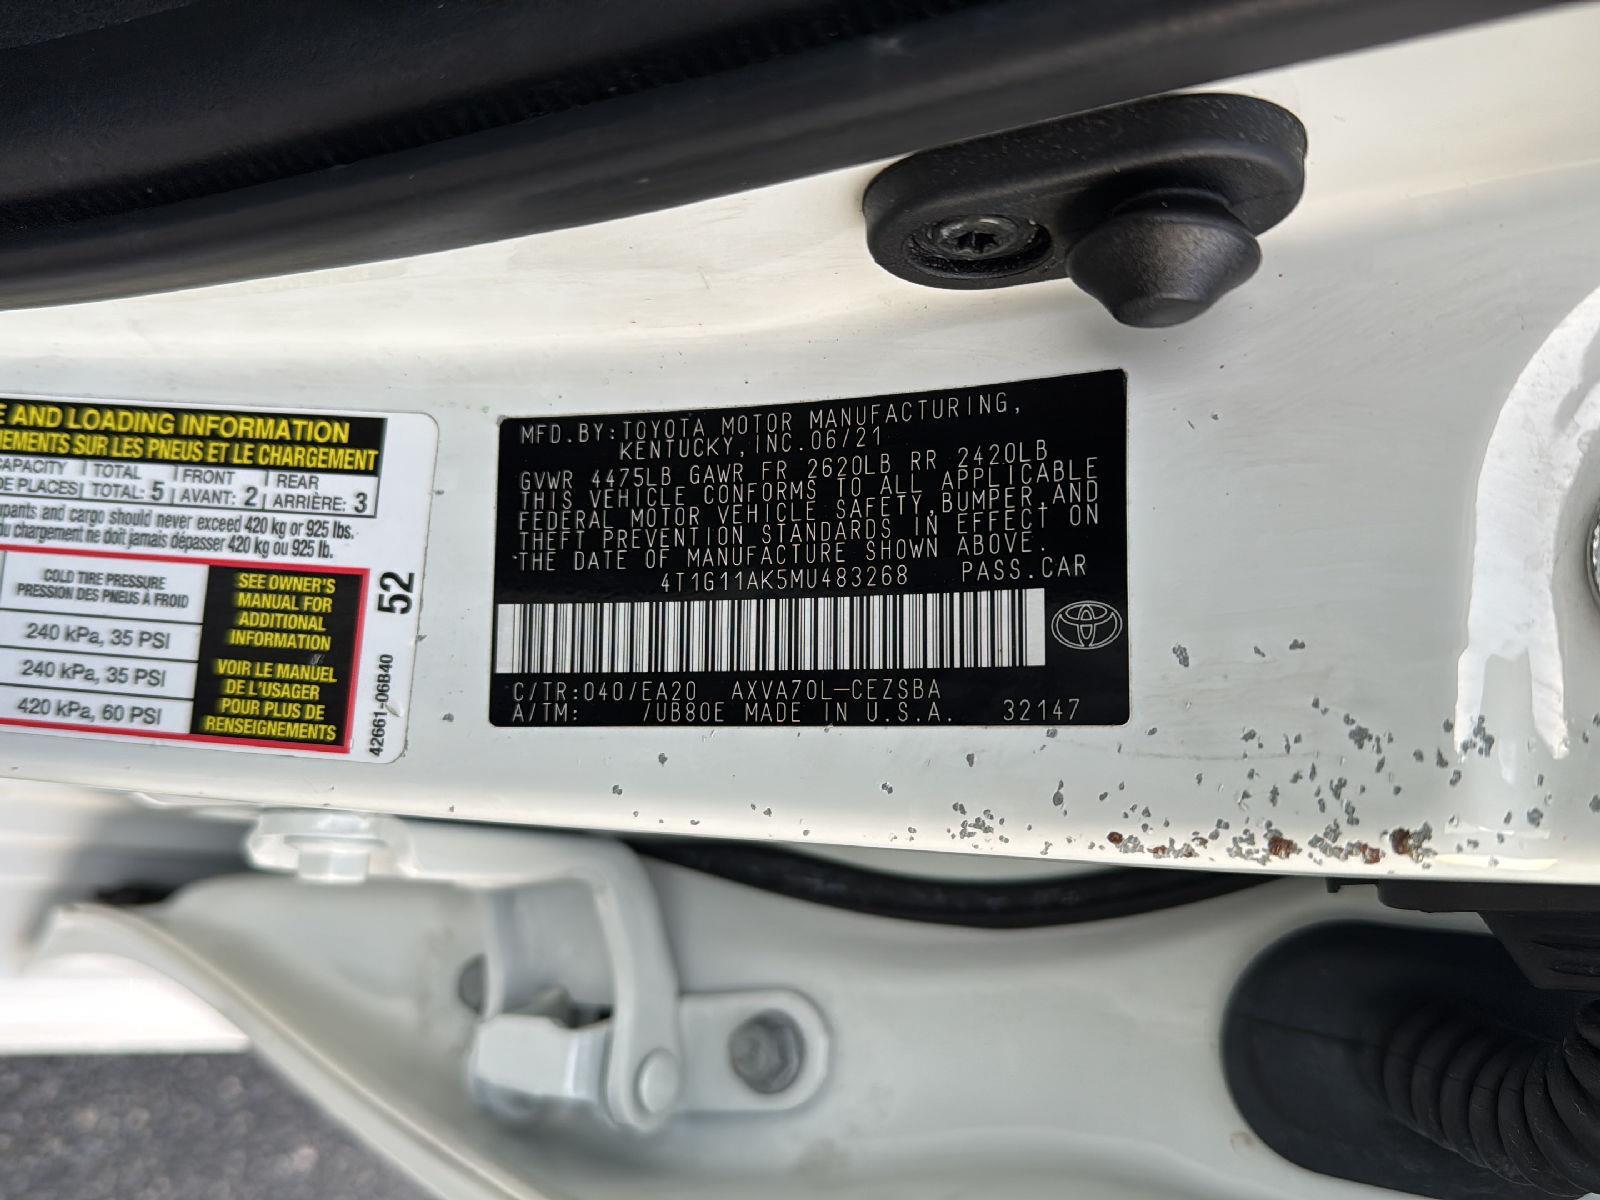 E AND LOADING INFORMATION
NEMENTS SUR LES PNEUS ET LE CHARGEMENT
CAPACITY TOTAL FRONT REAR
DE PLACES TOTAL: 5 AVANT: 2 ARRIÈRE: 3
upants and cargo should never exceed 420 kg or 925 lbs.
du chargement ne doit jamais dépasser 420 kg ou 925 lb.
COLD TIRE PRESSURE
PRESSION DES PNEUS À FROID
240 kPa, 35 PSI
240 kPa, 35 PSI
420 kPa, 60 PSI
SEE OWNER'S
MANUAL FOR
ADDITIONAL
INFORMATION
VOIR LE MANUEL
DE L'USAGER
POUR PLUS DE
RENSEIGNEMENTS
52
42661-06B40
MFD.BY:TOYOTA MOTOR MANUFACTURING,
KENTUCKY,INC.06/21
GVWR 4475LB GAWR FR 2620LB RR 2420LB
THIS VEHICLE CONFORMS TO ALL APPLICABLE
FEDERAL MOTOR VEHICLE SAFETY,BUMPER,AND
THEFT PREVENTION STANDARDS IN EFFECT ON
THE DATE OF MANUFACTURE SHOWN ABOVE.
4T1G11AK5MU483268 PASS.CAR
C/TR:040/EA20 AXVA70L-CEZSBA
A/TM: /UB80E MADE IN U.S.A. 32147